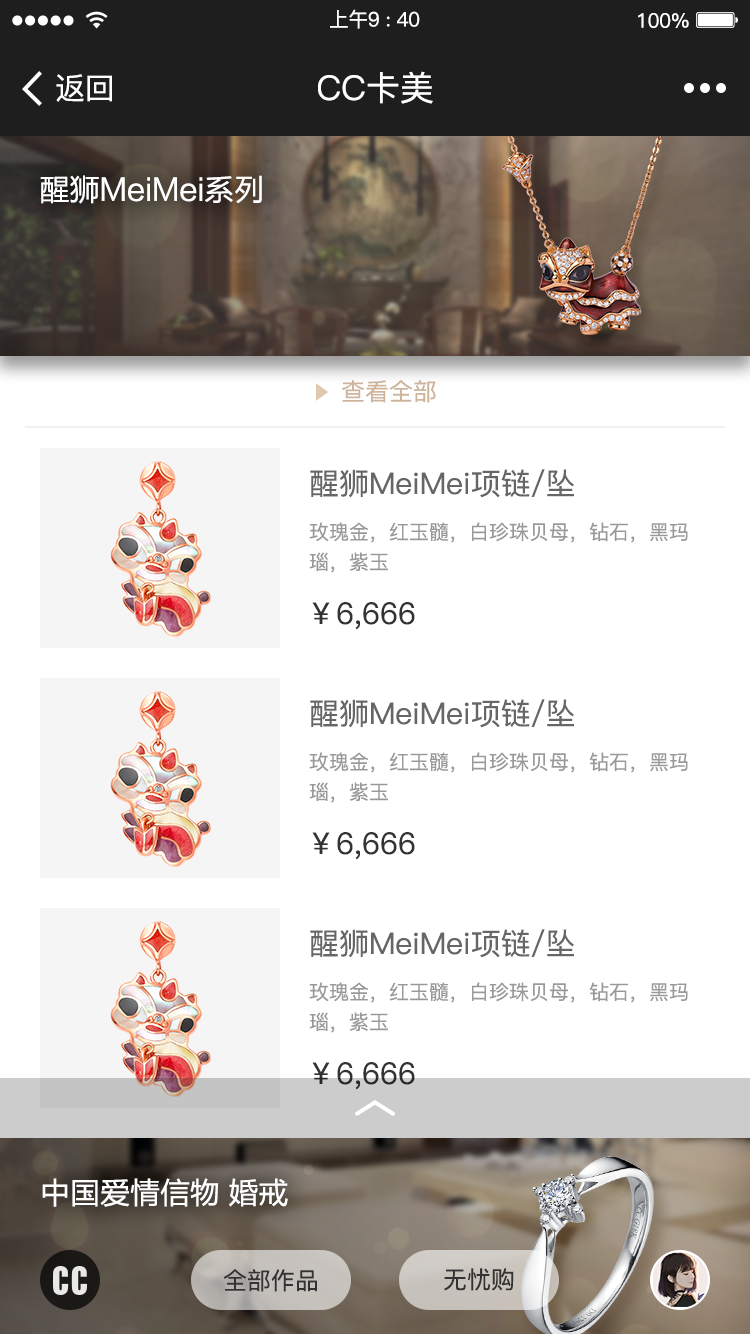 上午9 : 40
100%
返回
CC卡美
醒狮MeiMei系列
查看全部
醒狮MeiMei项链/坠
玫瑰金，红玉髓，白珍珠贝母，钻石，黑玛
瑙，紫玉
￥6,666
醒狮MeiMei项链/坠
玫瑰金，红玉髓，白珍珠贝母，钻石，黑玛
瑙，紫玉
￥6,666
醒狮MeiMei项链/坠
玫瑰金，红玉髓，白珍珠贝母，钻石，黑玛
瑙，紫玉
￥6,666
中国爱情信物 婚戒
CC
全部作品
无忧购